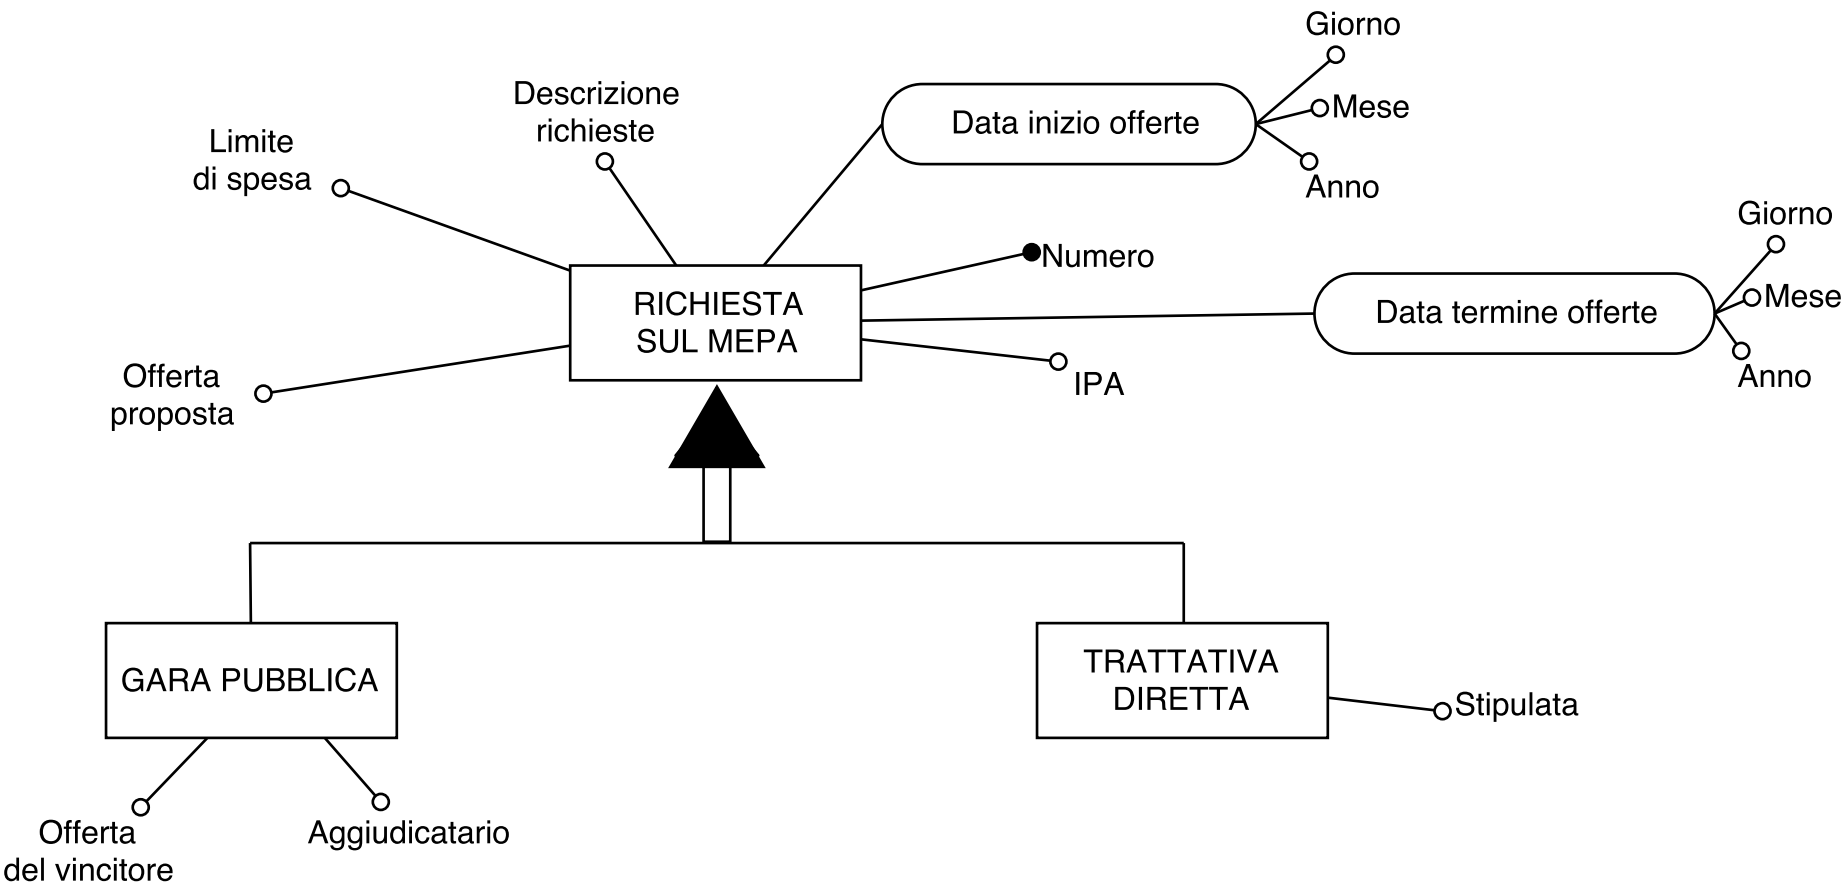 Giorno
Descrizione
richieste
Data inizio offerte
Mese
Limite
di spesa
Anno
Giorno
Numero
RICHIESTA
SUL MEPA
Data termine offerte
Mese
Offerta
proposta
IPA
Anno
GARA PUBBLICA
TRATTATIVA
DIRETTA
Stipulata
Offerta
del vincitore
Aggiudicatario